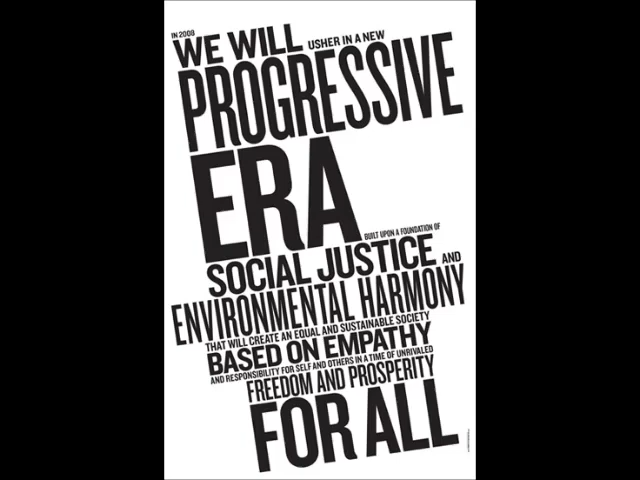 IN 2008
WE WILL USHER IN A NEW
PROGRESSIVE
ERA
BUILT UPON A FOUNDATION OF
SOCIAL JUSTICE AND
ENVIRONMENTAL HARMONY
THAT WILL CREATE AN EQUAL AND SUSTAINABLE SOCIETY
BASED ON EMPATHY
AND RESPONSIBILITY FOR SELF AND OTHERS IN A TIME OF UNRIVALED
FREEDOM AND PROSPERITY
FOR ALL